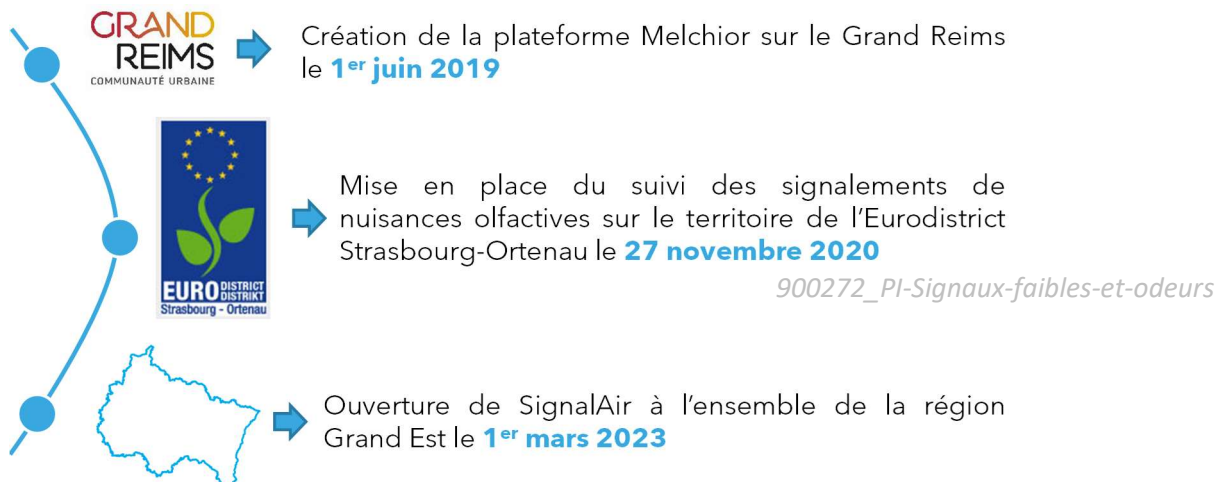 GRAND
REIMS
COMMUNAUTÉ URBAINE
Création de la plateforme Melchior sur le Grand Reims
le 1er juin 2019
Mise en place du suivi des signalements de
nuisances olfactives sur le territoire de l’Eurodistrict
Strasbourg-Ortenau le 27 novembre 2020
EURO DISTRICT
DISTRIKT
Strasbourg - Ortenau
900272_PI-Signaux-faibles-et-odeurs
Ouverture de SignalAir à l’ensemble de la région
Grand Est le 1er mars 2023